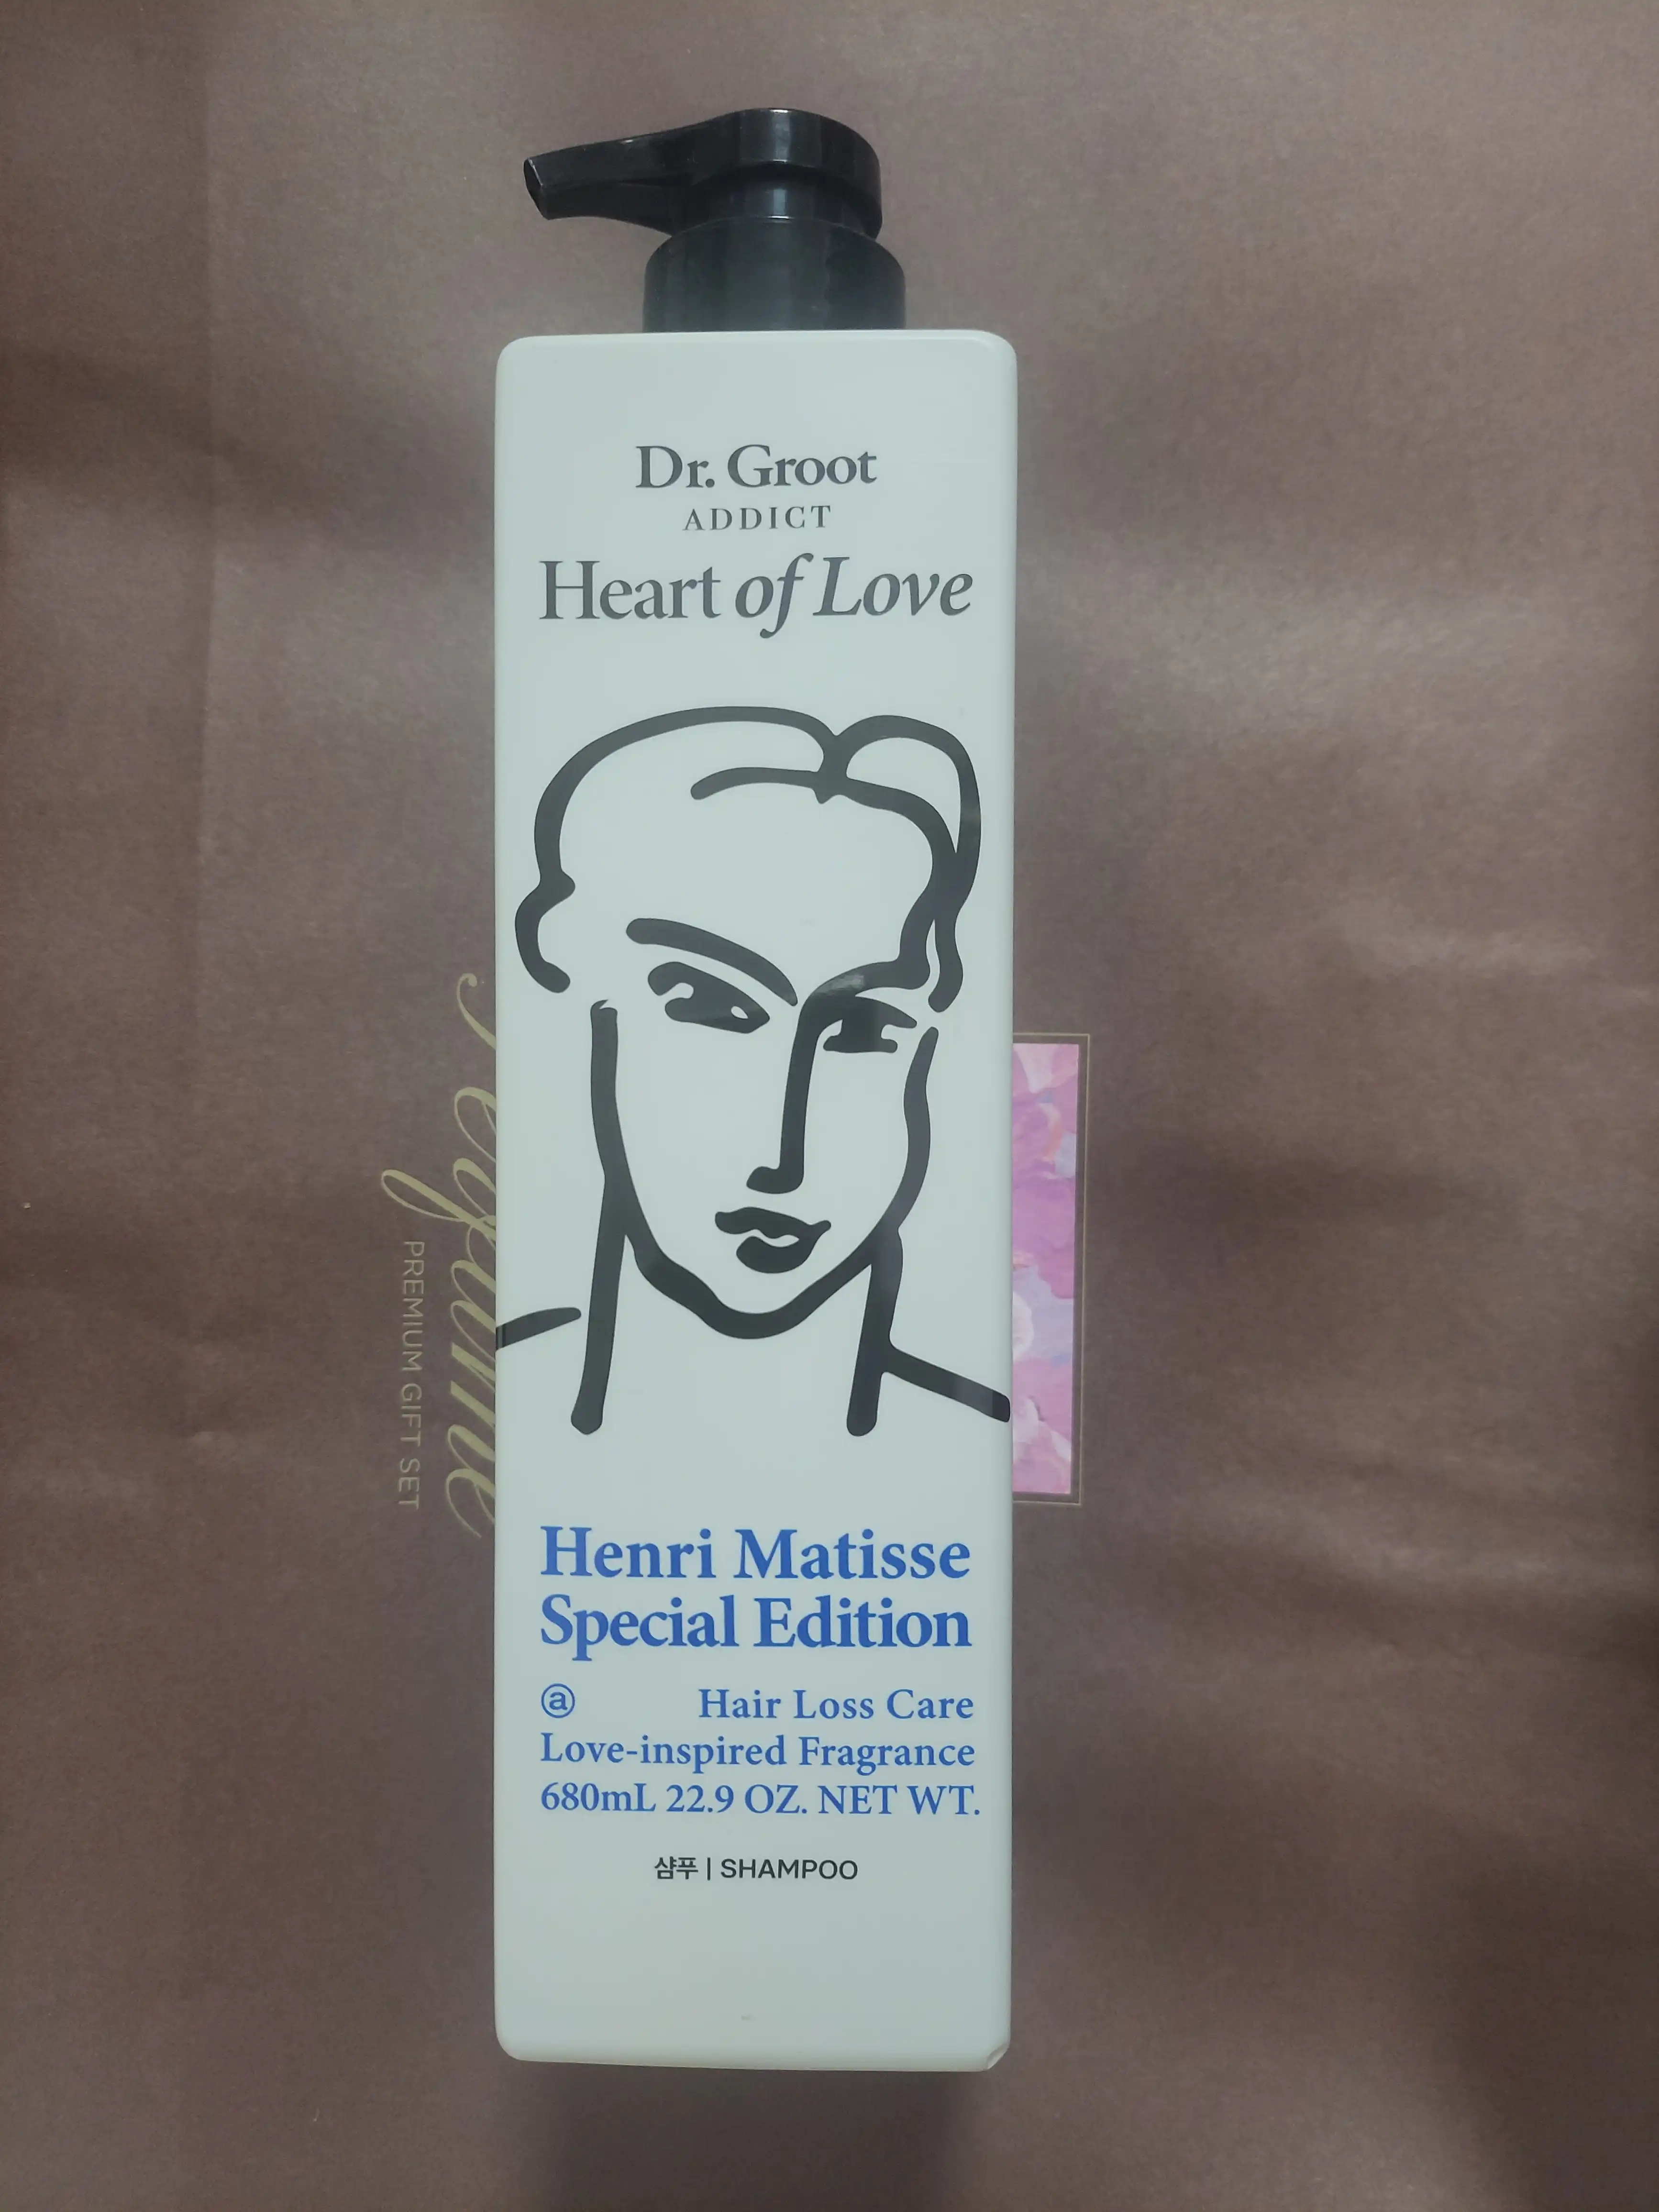 Dr. Groot
ADDICT
Heart of Love
Henri Matisse
Special Edition
ⓐ Hair Loss Care
Love-inspired Fragrance
680mL 22.9 OZ. NET WT.
샴푸 | SHAMPOO
PREMIUM GIFT SET